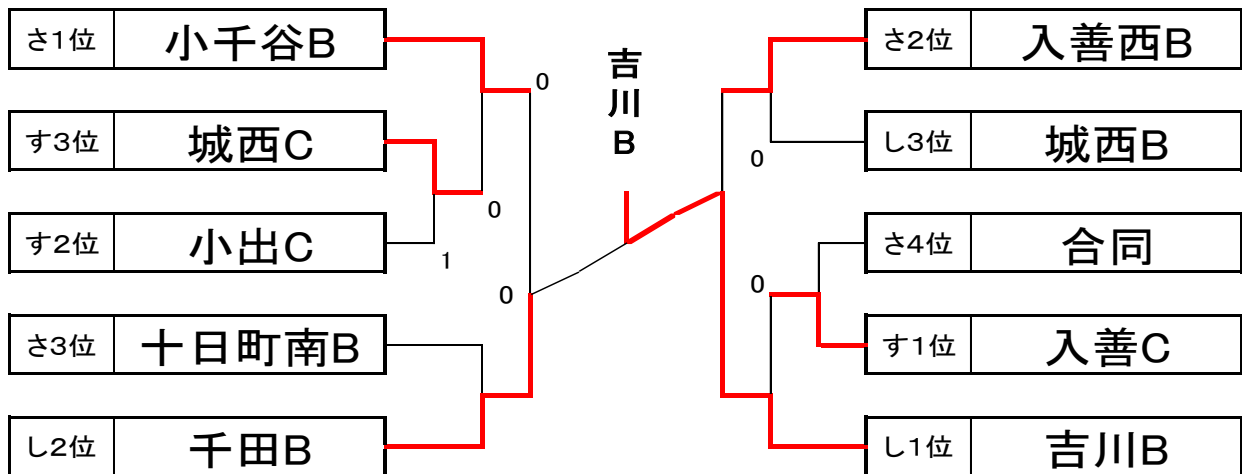 さ1位 小千谷B
す3位 城西C
す2位 小出C
さ3位 十日町南B
し2位 千田B
0
0
1
0
吉川B
0
0
さ2位 入善西B
し3位 城西B
さ4位 合同
す1位 入善C
し1位 吉川B